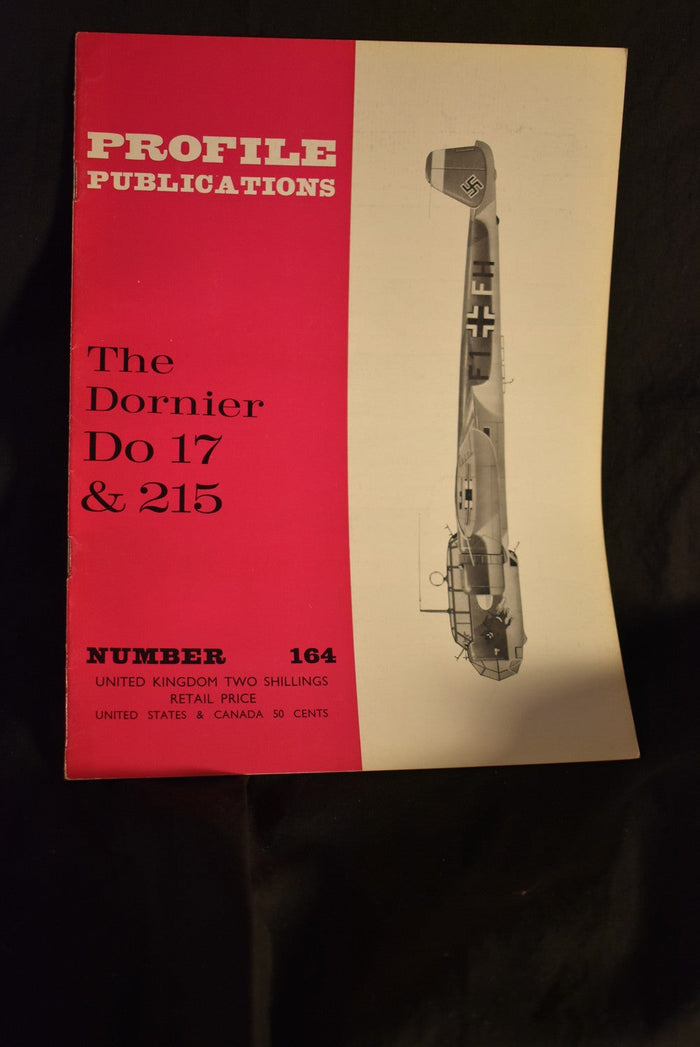 PROFILE
PUBLICATIONS
The
Dornier
Do 17
& 215
NUMBER 164
UNITED KINGDOM TWO SHILLINGS
RETAIL PRICE
UNITED STATES & CANADA 50 CENTS
F1 FH